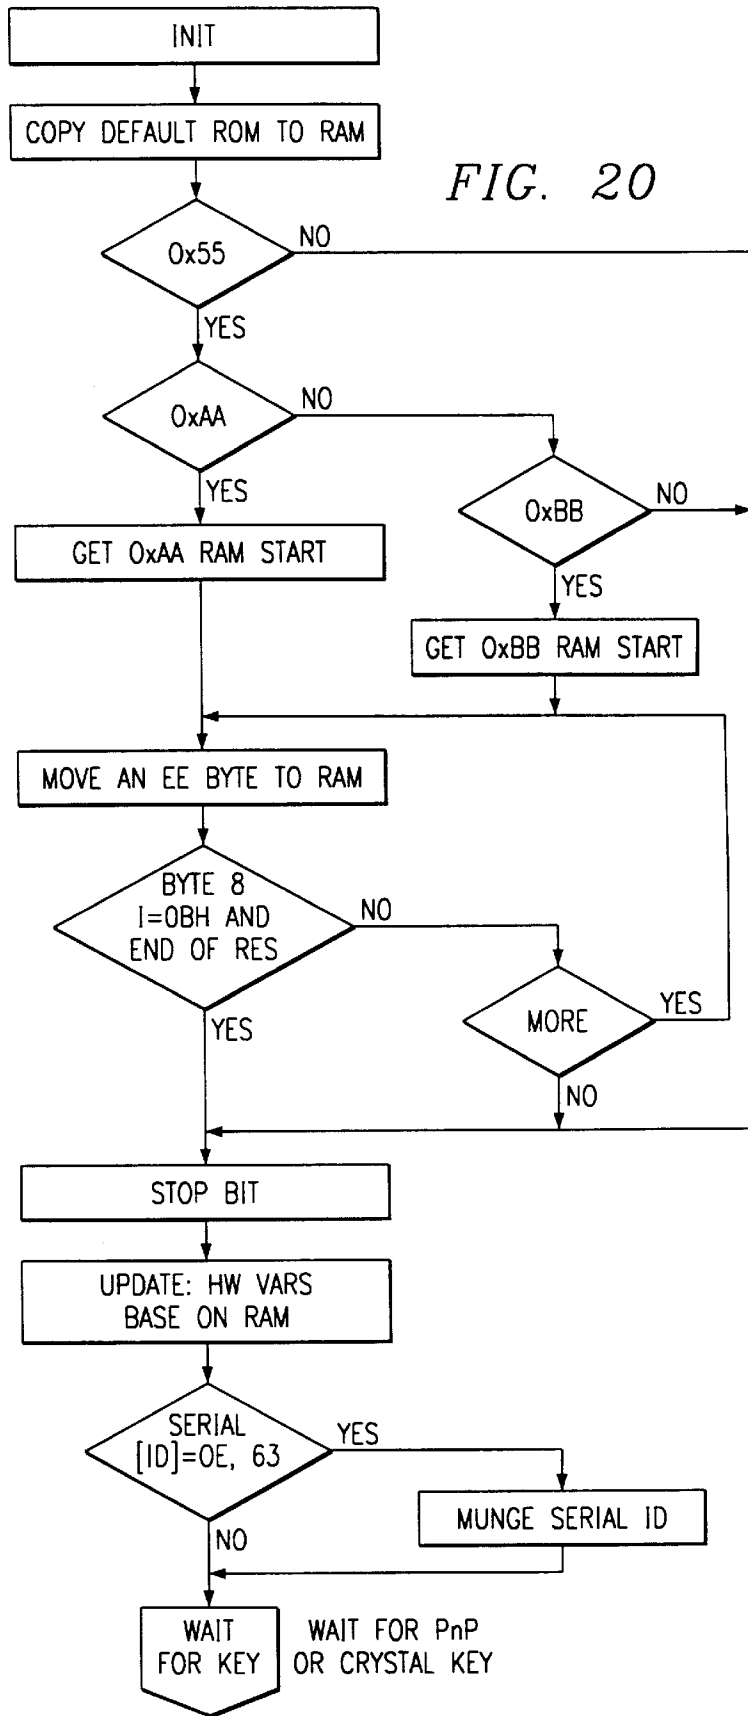 INIT
COPY DEFAULT ROM TO RAM
FIG. 20
0x55
NO
YES
0xAA
NO
YES
0xBB
NO
GET 0xAA RAM START
YES
GET 0xBB RAM START
MOVE AN EE BYTE TO RAM
BYTE 8
I=0BH AND
END OF RES
NO
YES
MORE
YES
NO
STOP BIT
UPDATE: HW VARS
BASE ON RAM
SERIAL
[ID]=0E, 63
YES
MUNGE SERIAL ID
NO
WAIT
FOR KEY
WAIT FOR PnP
OR CRYSTAL KEY